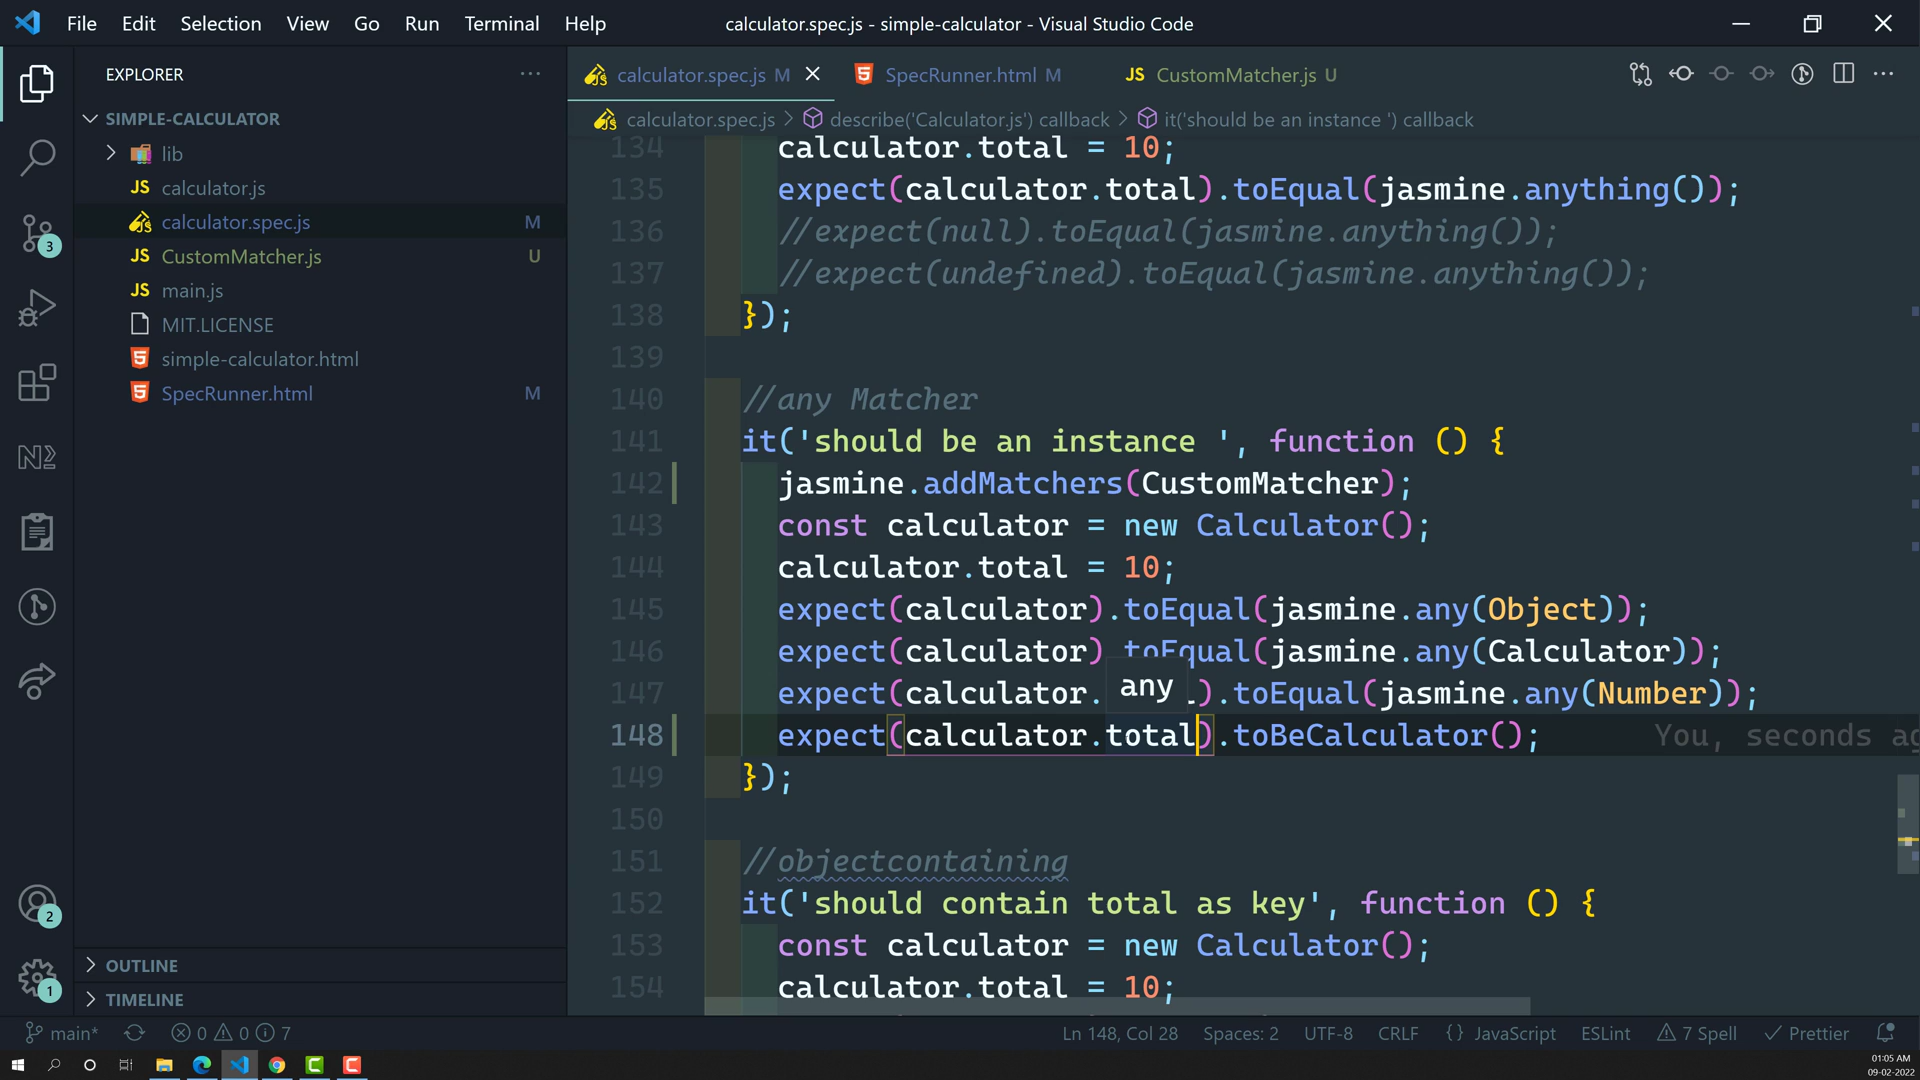 File Edit Selection View Go Run Terminal Help
calculator.spec.js - simple-calculator - Visual Studio Code
EXPLORER
SIMPLE-CALCULATOR
lib
JS calculator.js
calculator.spec.js M
JS CustomMatcher.js U
JS main.js
MIT.LICENSE
simple-calculator.html
SpecRunner.html M
OUTLINE
TIMELINE
3
2
1
calculator.spec.js M
SpecRunner.html M
JS CustomMatcher.js U
calculator.spec.js > describe('Calculator.js') callback > it('should be an instance ') callback
134 calculator.total = 10;
135 expect(calculator.total).toEqual(jasmine.anything());
136 //expect(null).toEqual(jasmine.anything());
137 //expect(undefined).toEqual(jasmine.anything());
138 });
139
140 //any Matcher
141 it('should be an instance ', function () {
142 jasmine.addMatchers(CustomMatcher);
143 const calculator = new Calculator();
144 calculator.total = 10;
145 expect(calculator).toEqual(jasmine.any(Object));
146 expect(calculator).toEqual(jasmine.any(Calculator));
147 expect(calculator. ).toEqual(jasmine.any(Number));
any
148 expect(calculator.total).toBeCalculator(); You, seconds ag
149 });
150
151 //objectcontaining
152 it('should contain total as key', function () {
153 const calculator = new Calculator();
154 calculator.total = 10;
main* 0 0 7
Ln 148, Col 28 Spaces: 2 UTF-8 CRLF {} JavaScript ESLint 7 Spell Prettier
01:05 AM
09-02-2022